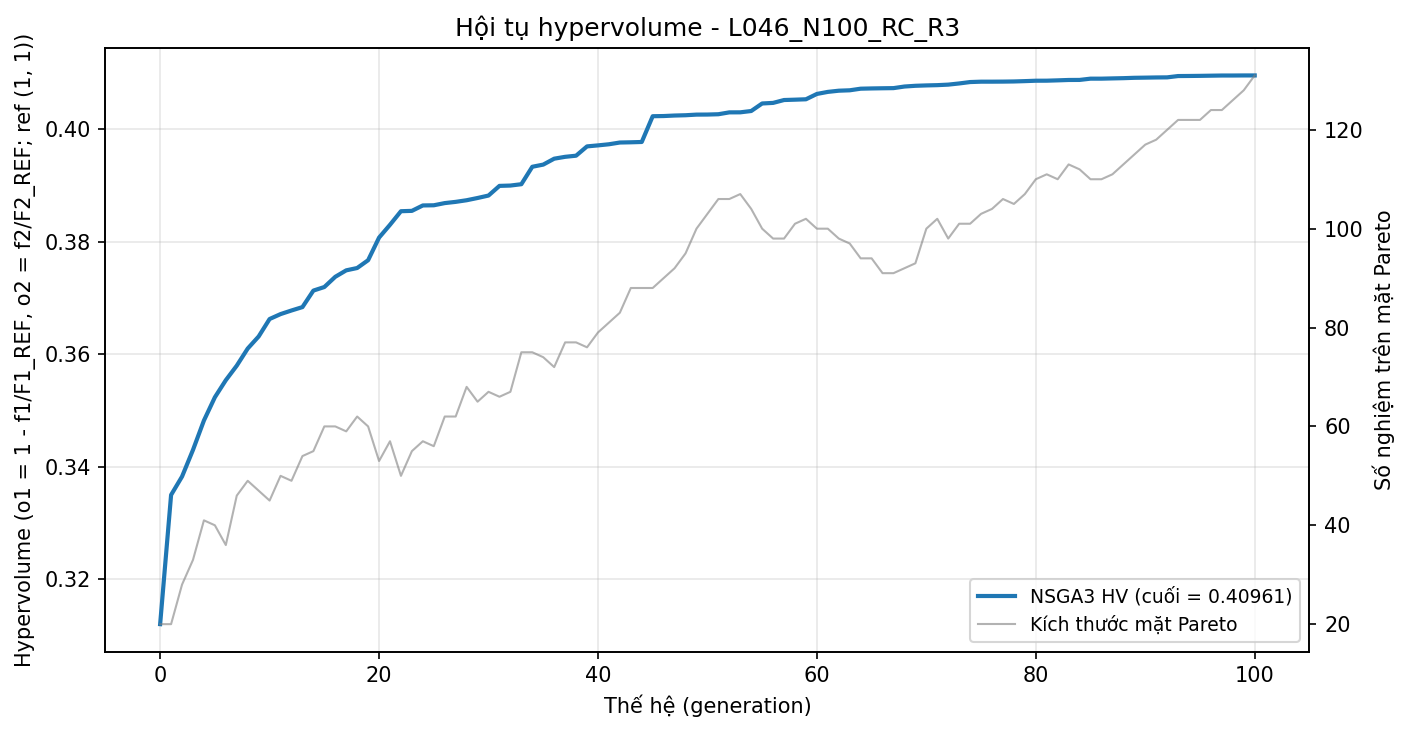 Hội tụ hypervolume - L046_N100_RC_R3
Hypervolume (o1 = 1 - f1/F1_REF, o2 = f2/F2_REF; ref (1, 1))
0.40
0.38
0.36
0.34
0.32
120
100
80
60
40
20
Số nghiệm trên mặt Pareto
NSGA3 HV (cuối = 0.40961)
Kích thước mặt Pareto
0 20 40 60 80 100
Thế hệ (generation)